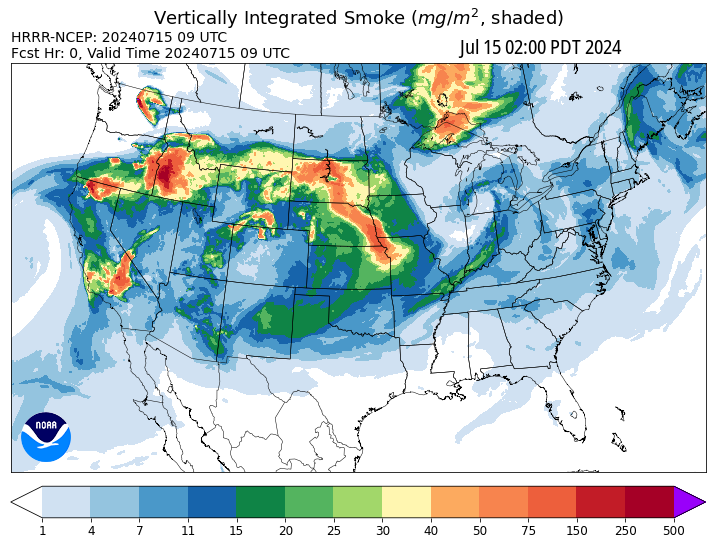 Vertically Integrated Smoke (mg/m², shaded)
HRRR-NCEP: 20240715 09 UTC
Fcst Hr: 0, Valid Time 20240715 09 UTC
Jul 15 02:00 PDT 2024
NOAA
1 4 7 11 15 20 25 30 40 50 75 150 250 500